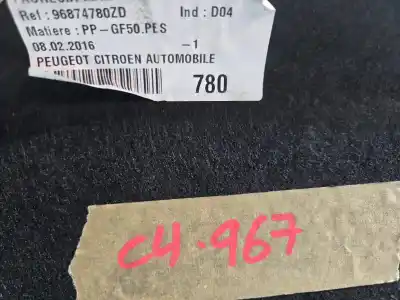 Ref : 96874780ZD Ind : D04
Matiere : PP-GF50.PES
08.02.2016 -1
PEUGEOT CITROEN AUTOMOBILE
780
C4.967